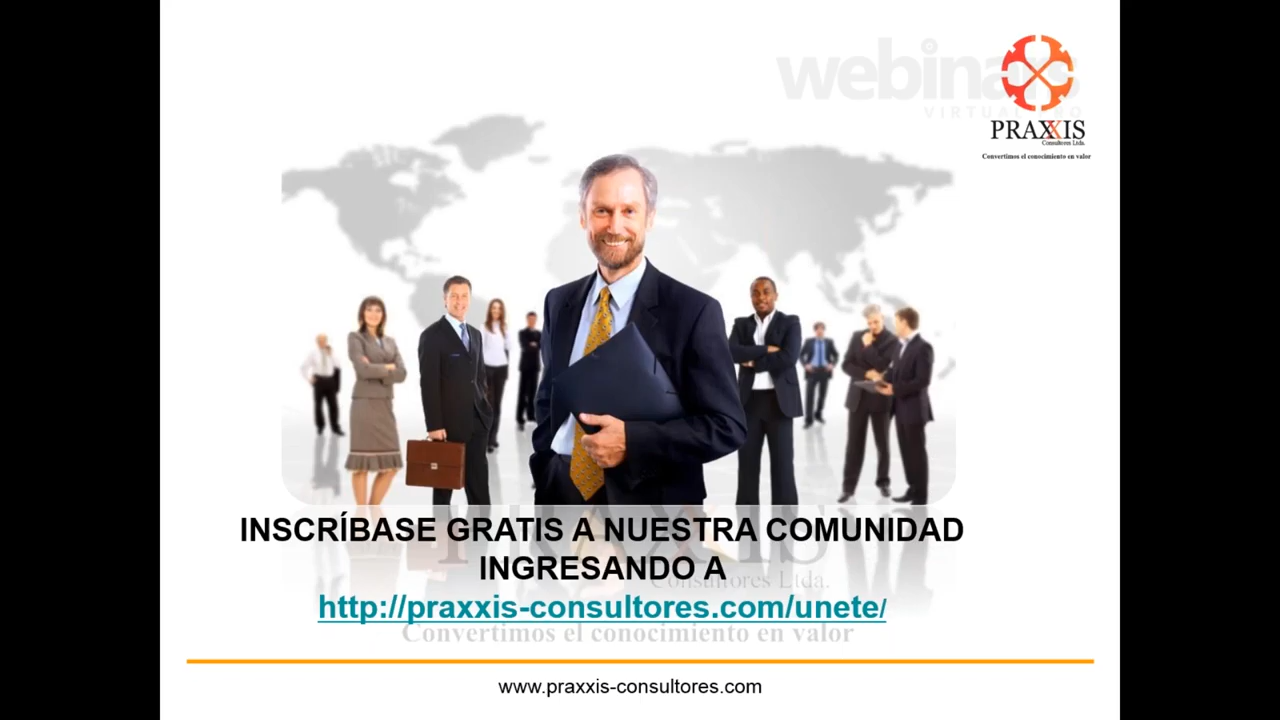 webinars
PRAXXIS
Consultores Ltda.
Convertimos el conocimiento en valor
INSCRÍBASE GRATIS A NUESTRA COMUNIDAD
INGRESANDO A
Consultores Ltda.
http://praxxis-consultores.com/unete/
Convertimos el conocimiento en valor
www.praxxis-consultores.com